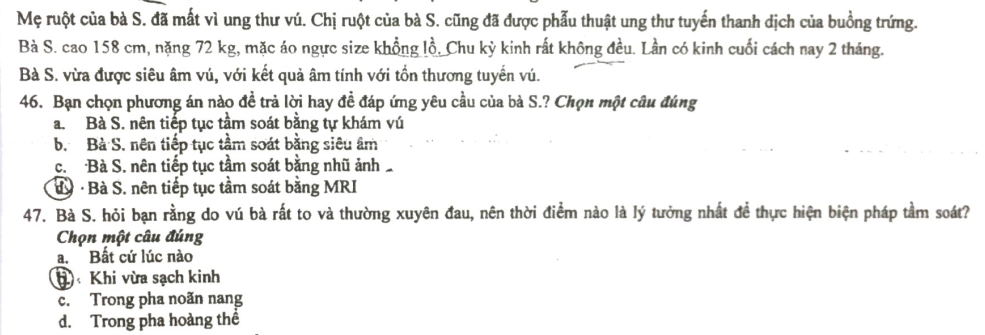 Mẹ ruột của bà S. đã mất vì ung thư vú. Chị ruột của bà S. cũng đã được phẫu thuật ung thư tuyến thanh dịch của buồng trứng.
Bà S. cao 158 cm, nặng 72 kg, mặc áo ngực size khổng lồ. Chu kỳ kinh rất không đều. Lần có kinh cuối cách nay 2 tháng.
Bà S. vừa được siêu âm vú, với kết quả âm tính với tổn thương tuyến vú.
46. Bạn chọn phương án nào để trả lời hay để đáp ứng yêu cầu của bà S.? Chọn một câu đúng
a. Bà S. nên tiếp tục tầm soát bằng tự khám vú
b. Bà S. nên tiếp tục tầm soát bằng siêu âm
c. Bà S. nên tiếp tục tầm soát bằng nhũ ảnh
d. Bà S. nên tiếp tục tầm soát bằng MRI
47. Bà S. hỏi bạn rằng do vú bà rất to và thường xuyên đau, nên thời điểm nào là lý tưởng nhất để thực hiện biện pháp tầm soát?
Chọn một câu đúng
a. Bất cứ lúc nào
b. Khi vừa sạch kinh
c. Trong pha noãn nang
d. Trong pha hoàng thể